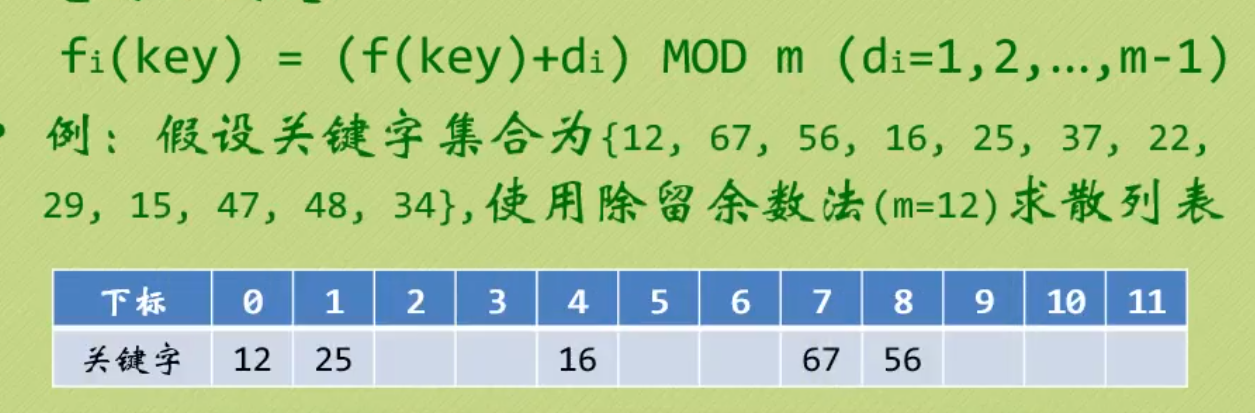 fi(key) = (f(key)+di) MOD m (di=1,2,…,m-1)
• 例：假设关键字集合为{12, 67, 56, 16, 25, 37, 22,
29, 15, 47, 48, 34},使用除留余数法(m=12)求散列表
下标 0 1 2 3 4 5 6 7 8 9 10 11
关键字 12 25 16 67 56